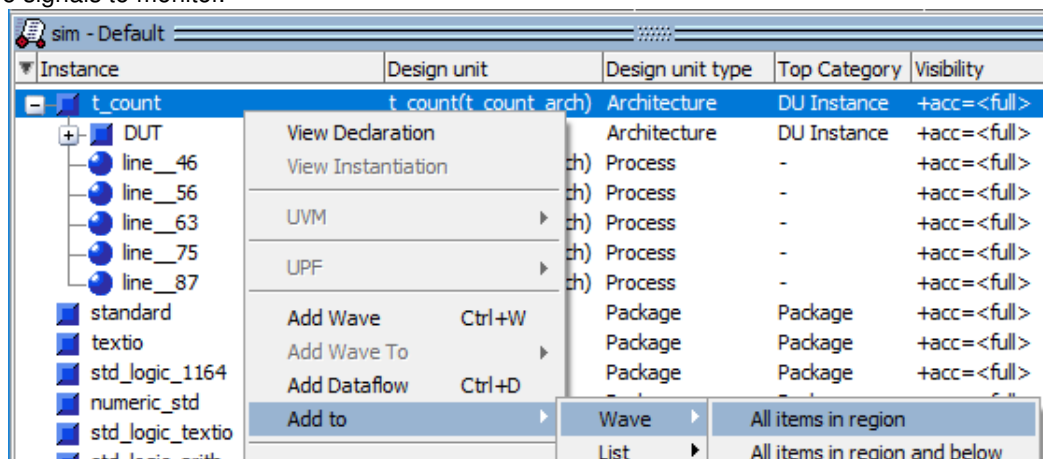 o signals to monitor.
sim - Default
Instance Design unit Design unit type Top Category Visibility
t_count t_count(t_count_arch) Architecture DU Instance +acc=<full>
DUT View Declaration Architecture DU Instance +acc=<full>
line__46 View Instantiation ch) Process - +acc=<full>
line__56 ch) Process - +acc=<full>
line__63 UVM ch) Process - +acc=<full>
line__75 ch) Process - +acc=<full>
line__87 UPF ch) Process - +acc=<full>
standard Add Wave Ctrl+W Package Package +acc=<full>
textio Add Wave To Package Package +acc=<full>
std_logic_1164 Add Dataflow Ctrl+D Package Package +acc=<full>
numeric_std
std_logic_textio Add to Wave All items in region
List All items in region and below